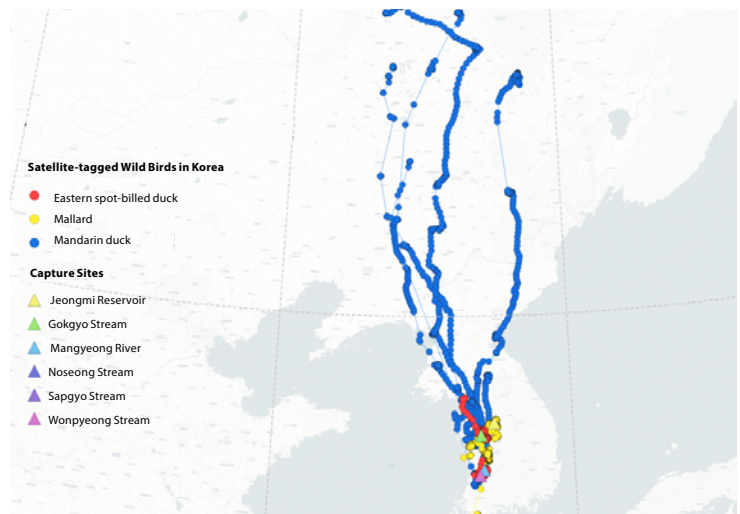 Satellite-tagged Wild Birds in Korea
Eastern spot-billed duck
Mallard
Mandarin duck
Capture Sites
Jeongmi Reservoir
Gokgyo Stream
Mangyeong River
Noseong Stream
Sapgyo Stream
Wonpyeong Stream